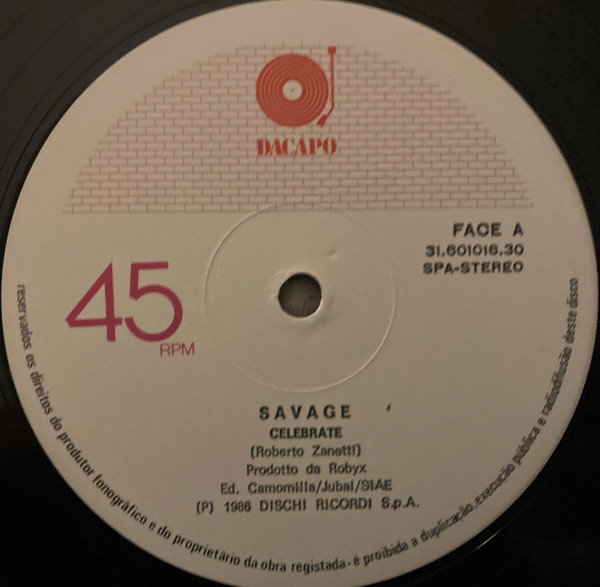 DACAPO
FACE A
31.601016.30
SPA-STEREO
45
RPM
SAVAGE
CELEBRATE
(Roberto Zanetti)
Prodotto da Robyx
Ed. Camomilla/Jubal/SIAE
(P) 1986 DISCHI RICORDI S.p.A.
reservados os direitos do produtor fonográfico e do proprietário da obra registada - é proibida a duplicação, execução pública e radiodifusão deste disco